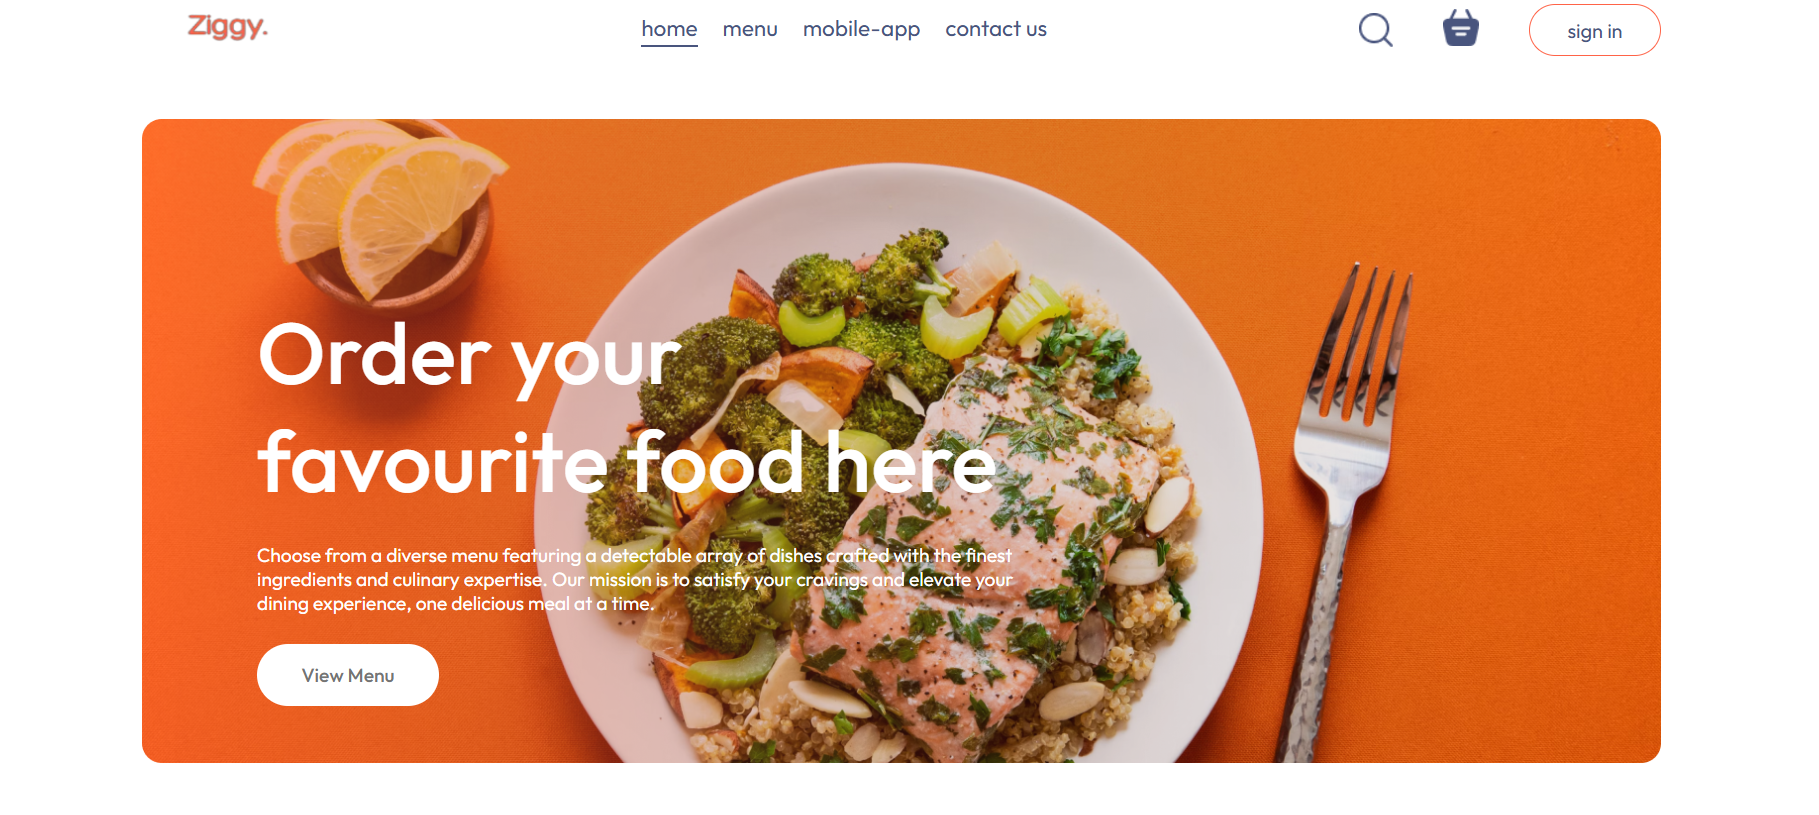 Ziggy.
home menu mobile-app contact us
sign in
Order your
favourite food here
Choose from a diverse menu featuring a detectable array of dishes crafted with the finest
ingredients and culinary expertise. Our mission is to satisfy your cravings and elevate your
dining experience, one delicious meal at a time.
View Menu